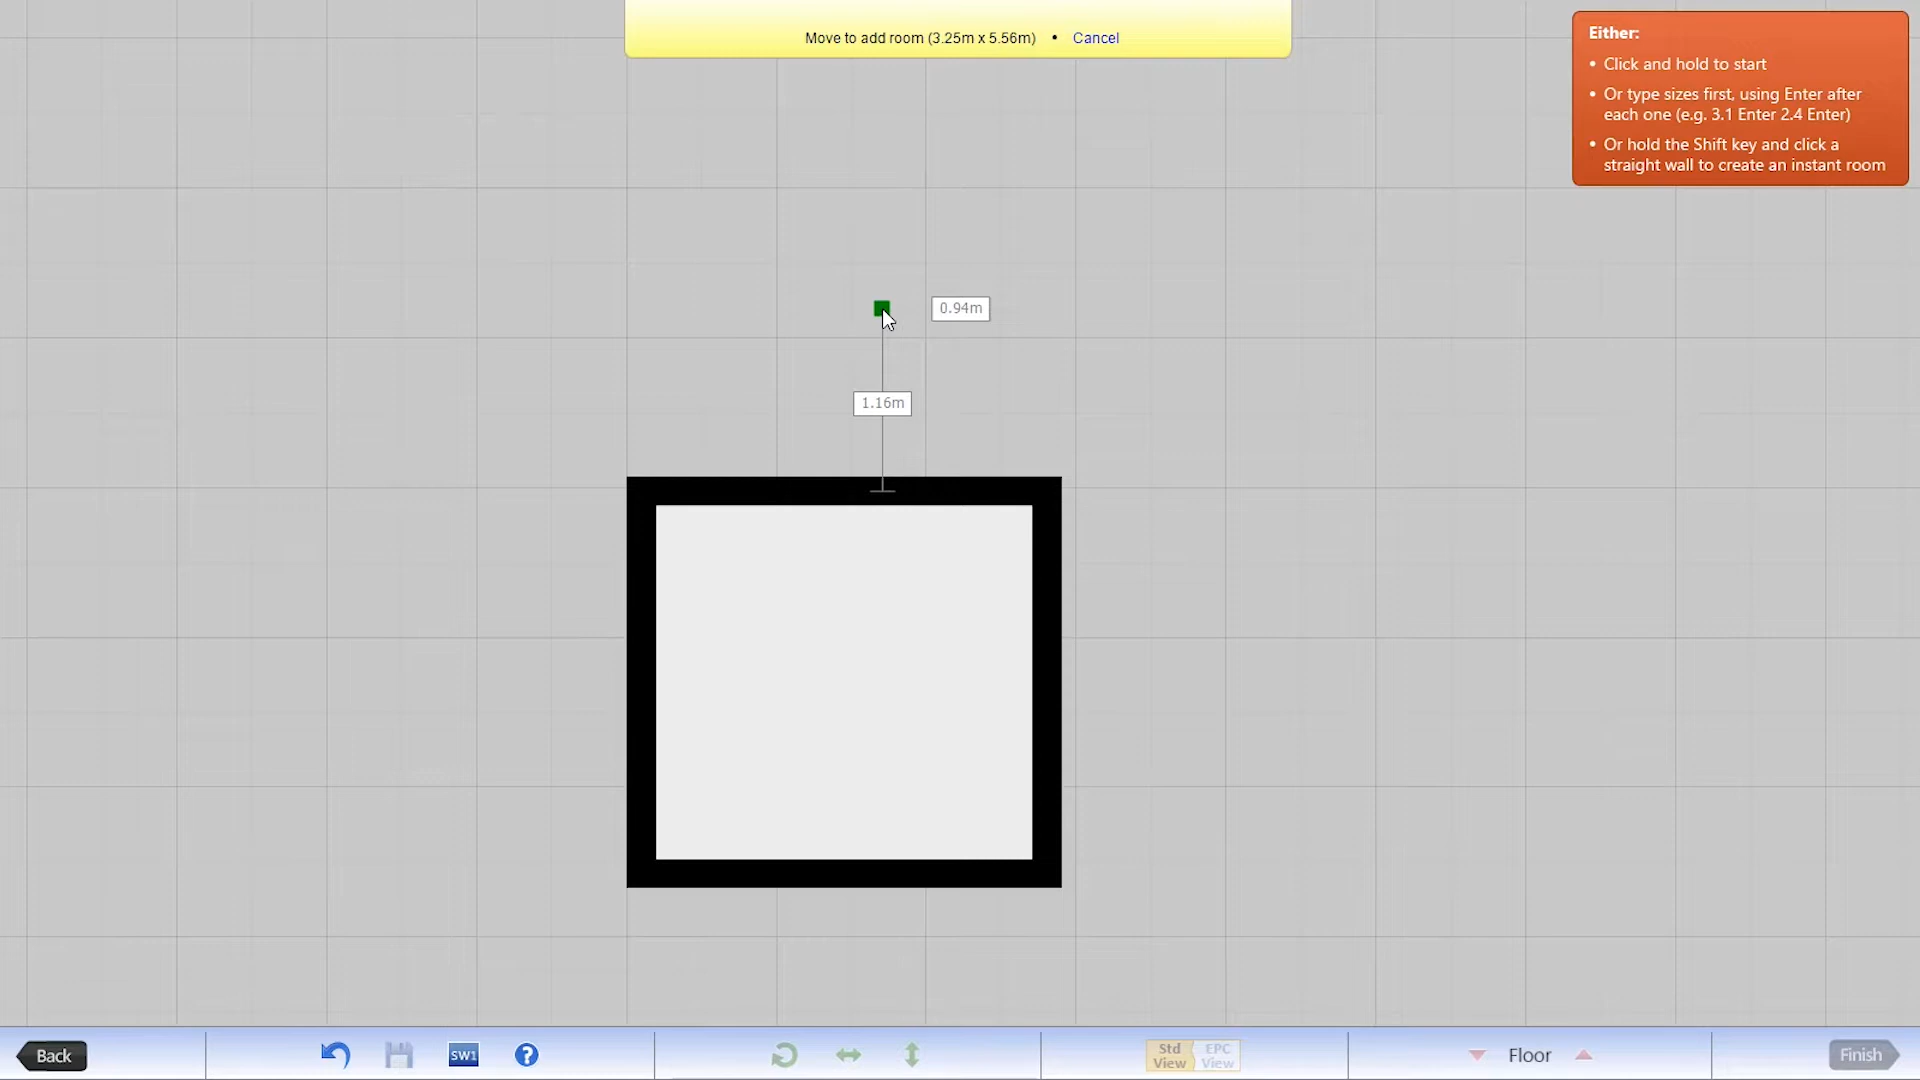 Move to add room (3.25m x 5.56m) • Cancel
Either:
• Click and hold to start
• Or type sizes first, using Enter after
each one (e.g. 3.1 Enter 2.4 Enter)
• Or hold the Shift key and click a
straight wall to create an instant room
0.94m
1.16m
Back
SW1
?
Std
View
EPC
View
Floor
Finish